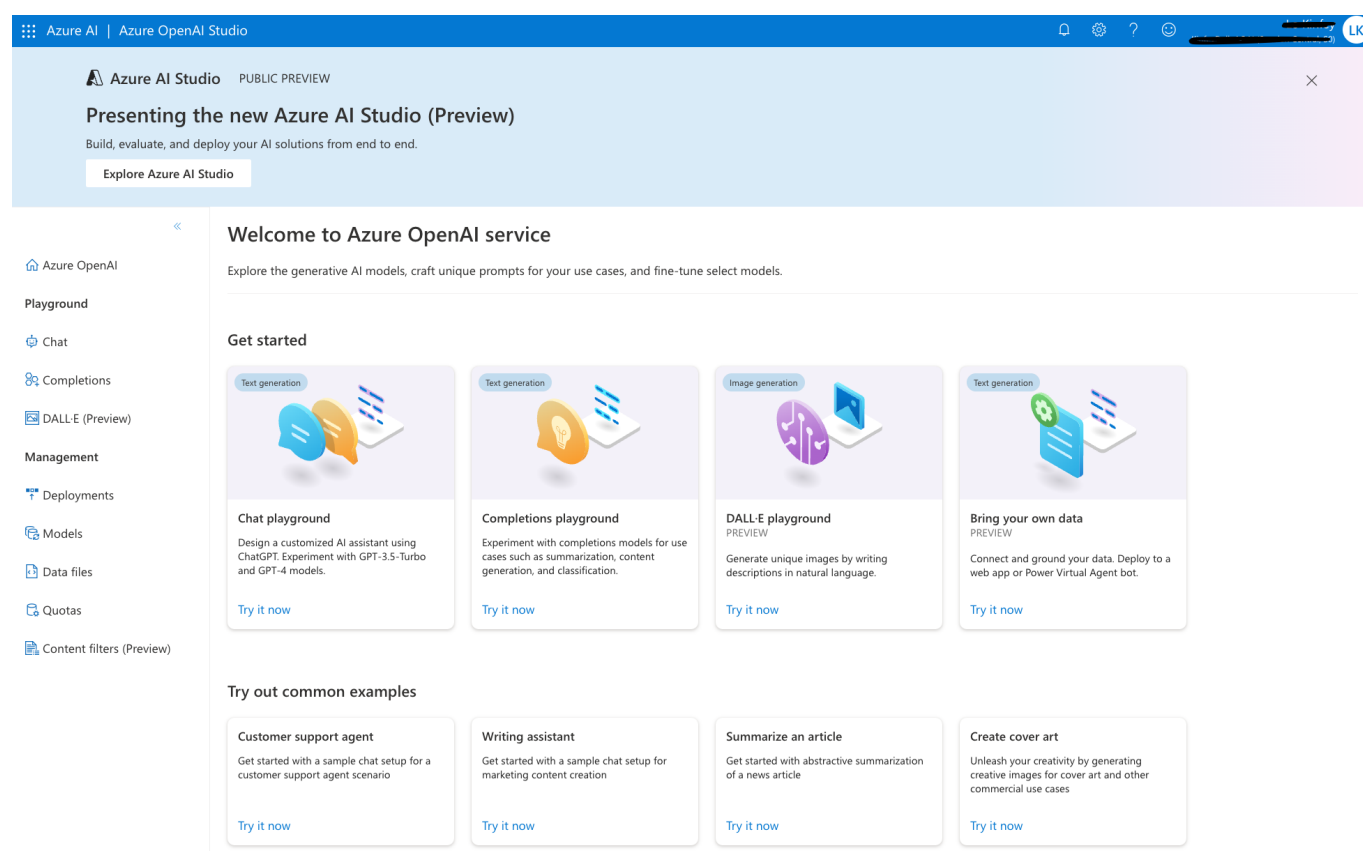 Azure AI | Azure OpenAI Studio
LK
Azure AI Studio PUBLIC PREVIEW
Presenting the new Azure AI Studio (Preview)
Build, evaluate, and deploy your AI solutions from end to end.
Explore Azure AI Studio
Azure OpenAI
Playground
Chat
Completions
DALL·E (Preview)
Management
Deployments
Models
Data files
Quotas
Content filters (Preview)
Welcome to Azure OpenAI service
Explore the generative AI models, craft unique prompts for your use cases, and fine-tune select models.
Get started
Text generation
Chat playground
Design a customized AI assistant using
ChatGPT. Experiment with GPT-3.5-Turbo
and GPT-4 models.
Try it now
Text generation
Completions playground
Experiment with completions models for use
cases such as summarization, content
generation, and classification.
Try it now
Image generation
DALL·E playground
PREVIEW
Generate unique images by writing
descriptions in natural language.
Try it now
Text generation
Bring your own data
PREVIEW
Connect and ground your data. Deploy to a
web app or Power Virtual Agent bot.
Try it now
Try out common examples
Customer support agent
Get started with a sample chat setup for a
customer support agent scenario
Try it now
Writing assistant
Get started with a sample chat setup for
marketing content creation
Try it now
Summarize an article
Get started with abstractive summarization
of a news article
Try it now
Create cover art
Unleash your creativity by generating
creative images for cover art and other
commercial use cases
Try it now